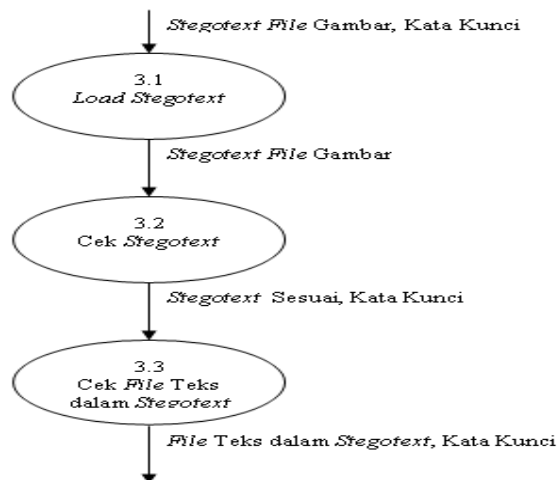 Stegotext File Gambar, Kata Kunci
3.1
Load Stegotext
Stegotext File Gambar
3.2
Cek Stegotext
Stegotext Sesuai, Kata Kunci
3.3
Cek File Teks
dalam Stegotext
File Teks dalam Stegotext, Kata Kunci